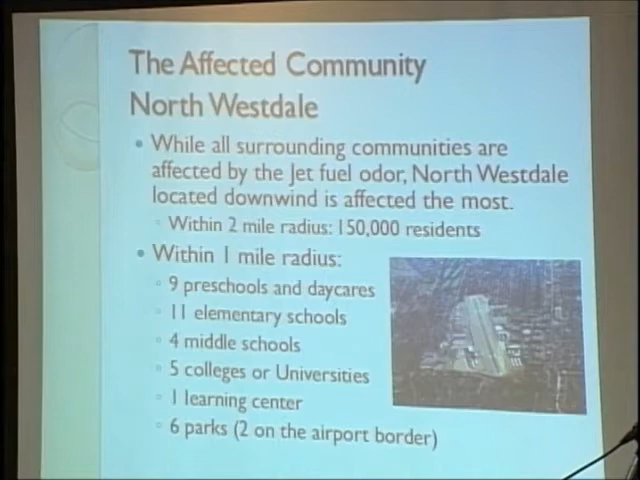 The Affected Community
North Westdale
While all surrounding communities are
affected by the Jet fuel odor, North Westdale
located downwind is affected the most.
Within 2 mile radius: 150,000 residents
Within 1 mile radius:
9 preschools and daycares
11 elementary schools
4 middle schools
5 colleges or Universities
1 learning center
6 parks (2 on the airport border)